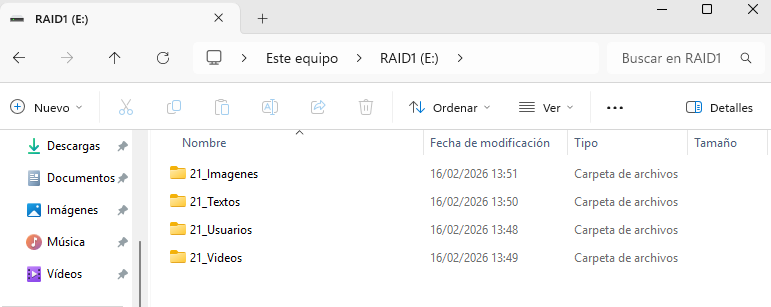 RAID1 (E:)
Este equipo RAID1 (E:) Buscar en RAID1
Nuevo Ordenar Ver Detalles
Descargas
Documentos
Imágenes
Música
Vídeos
Nombre Fecha de modificación Tipo Tamaño
21_Imagenes 16/02/2026 13:51 Carpeta de archivos
21_Textos 16/02/2026 13:50 Carpeta de archivos
21_Usuarios 16/02/2026 13:48 Carpeta de archivos
21_Videos 16/02/2026 13:49 Carpeta de archivos